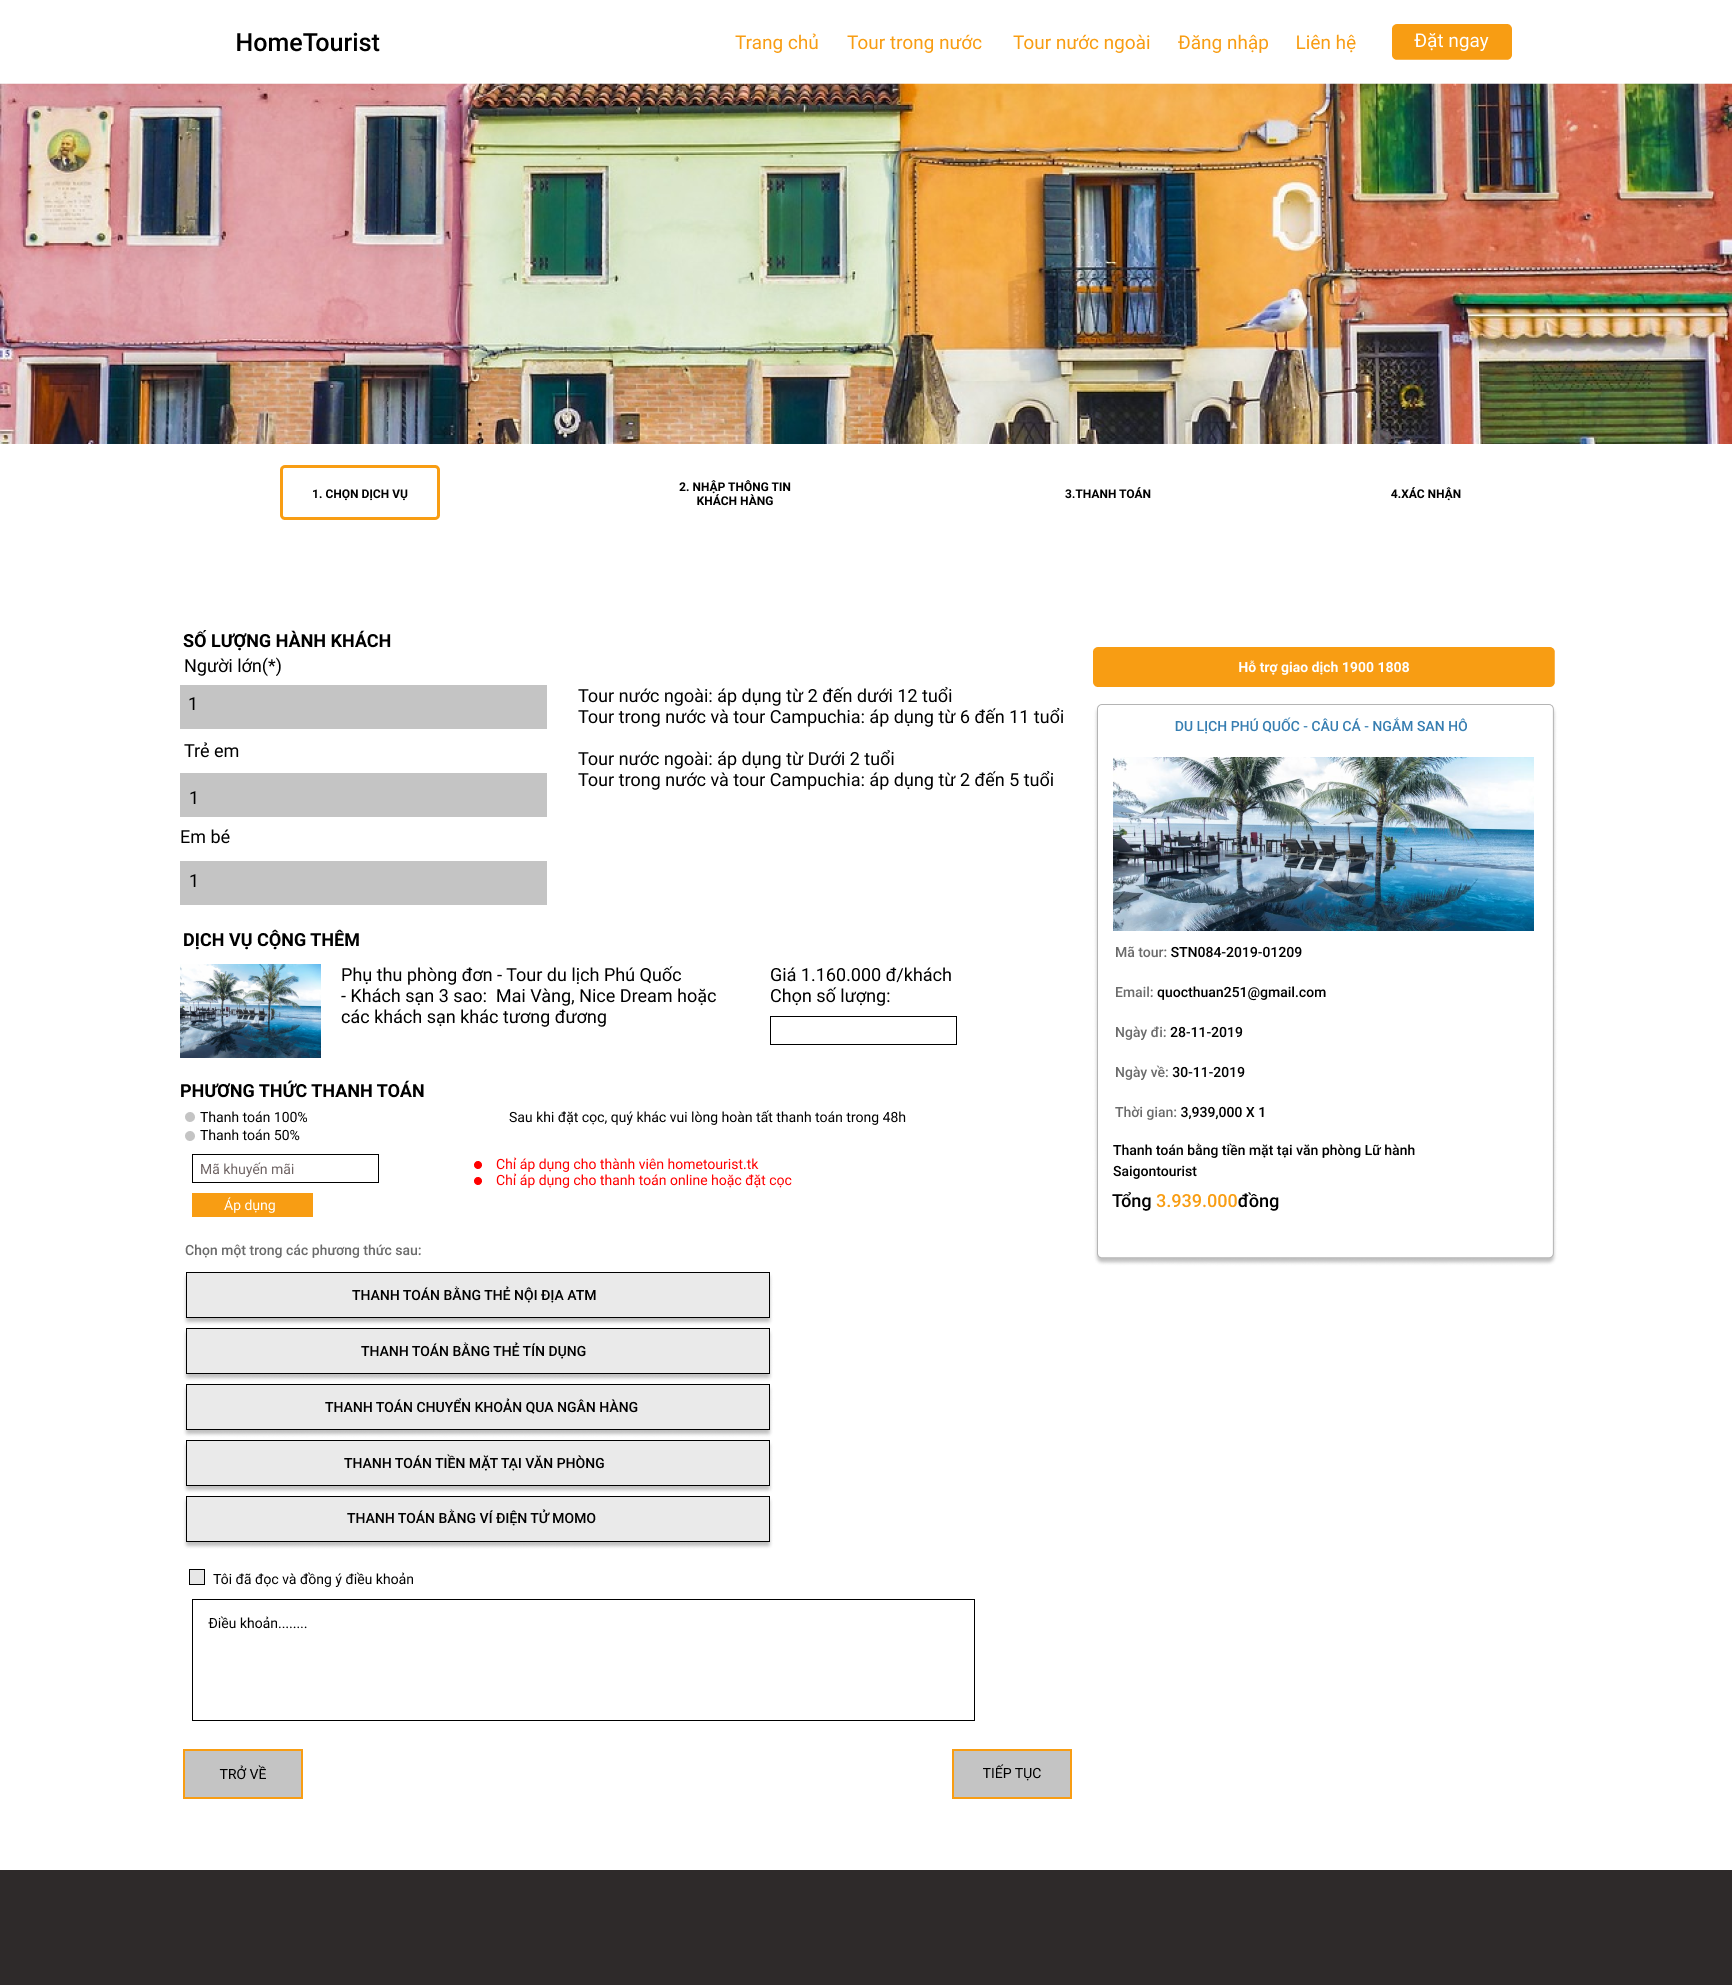 HomeTourist
Trang chủ
Tour trong nước
Tour nước ngoài
Đăng nhập
Liên hệ
Đặt ngay
1. CHỌN DỊCH VỤ
2. NHẬP THÔNG TIN
KHÁCH HÀNG
3.THANH TOÁN
4.XÁC NHẬN
SỐ LƯỢNG HÀNH KHÁCH
Người lớn(*)
1
Tour nước ngoài: áp dụng từ 2 đến dưới 12 tuổi
Tour trong nước và tour Campuchia: áp dụng từ 6 đến 11 tuổi
Trẻ em
Tour nước ngoài: áp dụng từ Dưới 2 tuổi
Tour trong nước và tour Campuchia: áp dụng từ 2 đến 5 tuổi
1
Em bé
1
DỊCH VỤ CỘNG THÊM
Phụ thu phòng đơn - Tour du lịch Phú Quốc
- Khách sạn 3 sao:  Mai Vàng, Nice Dream hoặc
các khách sạn khác tương đương
Giá 1.160.000 đ/khách
Chọn số lượng:
PHƯƠNG THỨC THANH TOÁN
Thanh toán 100%
Thanh toán 50%
Sau khi đặt cọc, quý khác vui lòng hoàn tất thanh toán trong 48h
Mã khuyến mãi
Áp dụng
Chỉ áp dụng cho thành viên hometourist.tk
Chỉ áp dụng cho thanh toán online hoặc đặt cọc
Chọn một trong các phương thức sau:
THANH TOÁN BẰNG THẺ NỘI ĐỊA ATM
THANH TOÁN BẰNG THẺ TÍN DỤNG
THANH TOÁN CHUYỂN KHOẢN QUA NGÂN HÀNG
THANH TOÁN TIỀN MẶT TẠI VĂN PHÒNG
THANH TOÁN BẰNG VÍ ĐIỆN TỬ MOMO
Tôi đã đọc và đồng ý điều khoản
Điều khoản........
TRỞ VỀ
TIẾP TỤC
Hỗ trợ giao dịch 1900 1808
DU LỊCH PHÚ QUỐC - CÂU CÁ - NGẮM SAN HÔ
Mã tour: STN084-2019-01209
Email: quocthuan251@gmail.com
Ngày đi: 28-11-2019
Ngày về: 30-11-2019
Thời gian: 3,939,000 X 1
Thanh toán bằng tiền mặt tại văn phòng Lữ hành
Saigontourist
Tổng 3.939.000đồng